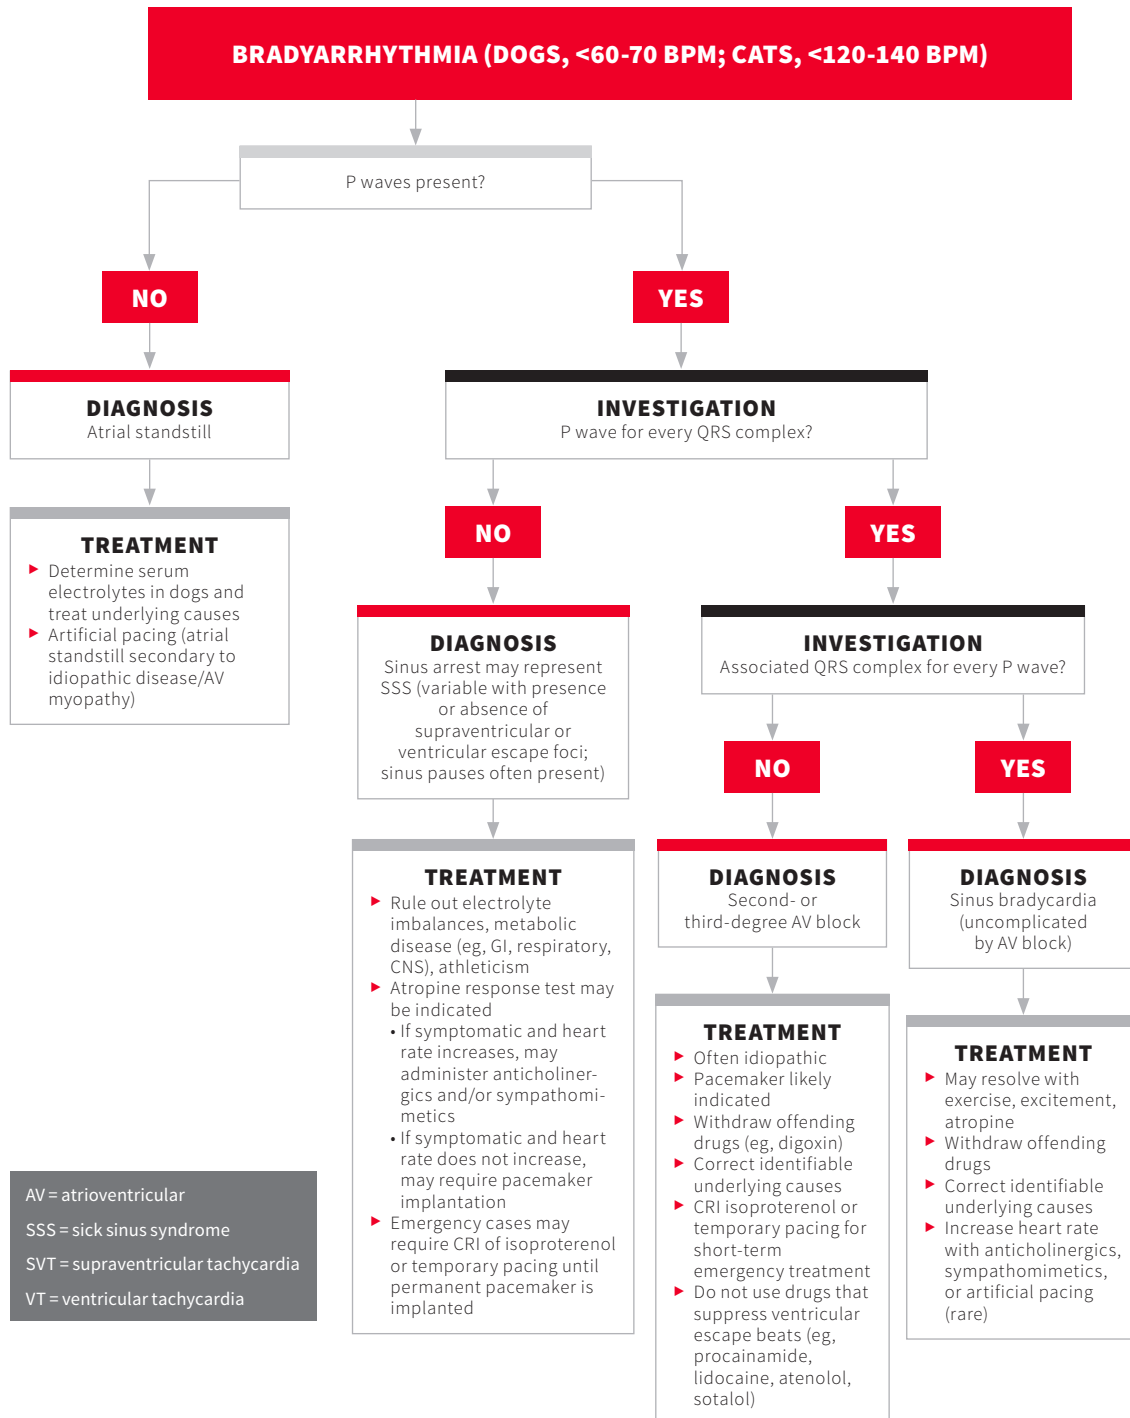 BRADYARRHYTHMIA (DOGS, <60-70 BPM; CATS, <120-140 BPM)
P waves present?
NO
YES
DIAGNOSIS
Atrial standstill
TREATMENT
► Determine serum
electrolytes in dogs and
treat underlying causes
► Artificial pacing (atrial
standstill secondary to
idiopathic disease/AV
myopathy)
INVESTIGATION
P wave for every QRS complex?
NO
YES
DIAGNOSIS
Sinus arrest may represent
SSS (variable with presence
or absence of
supraventricular or
ventricular escape foci;
sinus pauses often present)
TREATMENT
► Rule out electrolyte
imbalances, metabolic
disease (eg, GI, respiratory,
CNS), athleticism
► Atropine response test may
be indicated
• If symptomatic and heart
rate increases, may
administer anticholiner-
gics and/or sympathomi-
metics
• If symptomatic and heart
rate does not increase,
may require pacemaker
implantation
► Emergency cases may
require CRI of isoproterenol
or temporary pacing until
permanent pacemaker is
implanted
INVESTIGATION
Associated QRS complex for every P wave?
NO
YES
DIAGNOSIS
Second- or
third-degree AV block
TREATMENT
► Often idiopathic
► Pacemaker likely
indicated
► Withdraw offending
drugs (eg, digoxin)
► Correct identifiable
underlying causes
► CRI isoproterenol or
temporary pacing for
short-term
emergency treatment
► Do not use drugs that
suppress ventricular
escape beats (eg,
procainamide,
lidocaine, atenolol,
sotalol)
DIAGNOSIS
Sinus bradycardia
(uncomplicated
by AV block)
TREATMENT
► May resolve with
exercise, excitement,
atropine
► Withdraw offending
drugs
► Correct identifiable
underlying causes
► Increase heart rate
with anticholinergics,
sympathomimetics,
or artificial pacing
(rare)
AV = atrioventricular
SSS = sick sinus syndrome
SVT = supraventricular tachycardia
VT = ventricular tachycardia